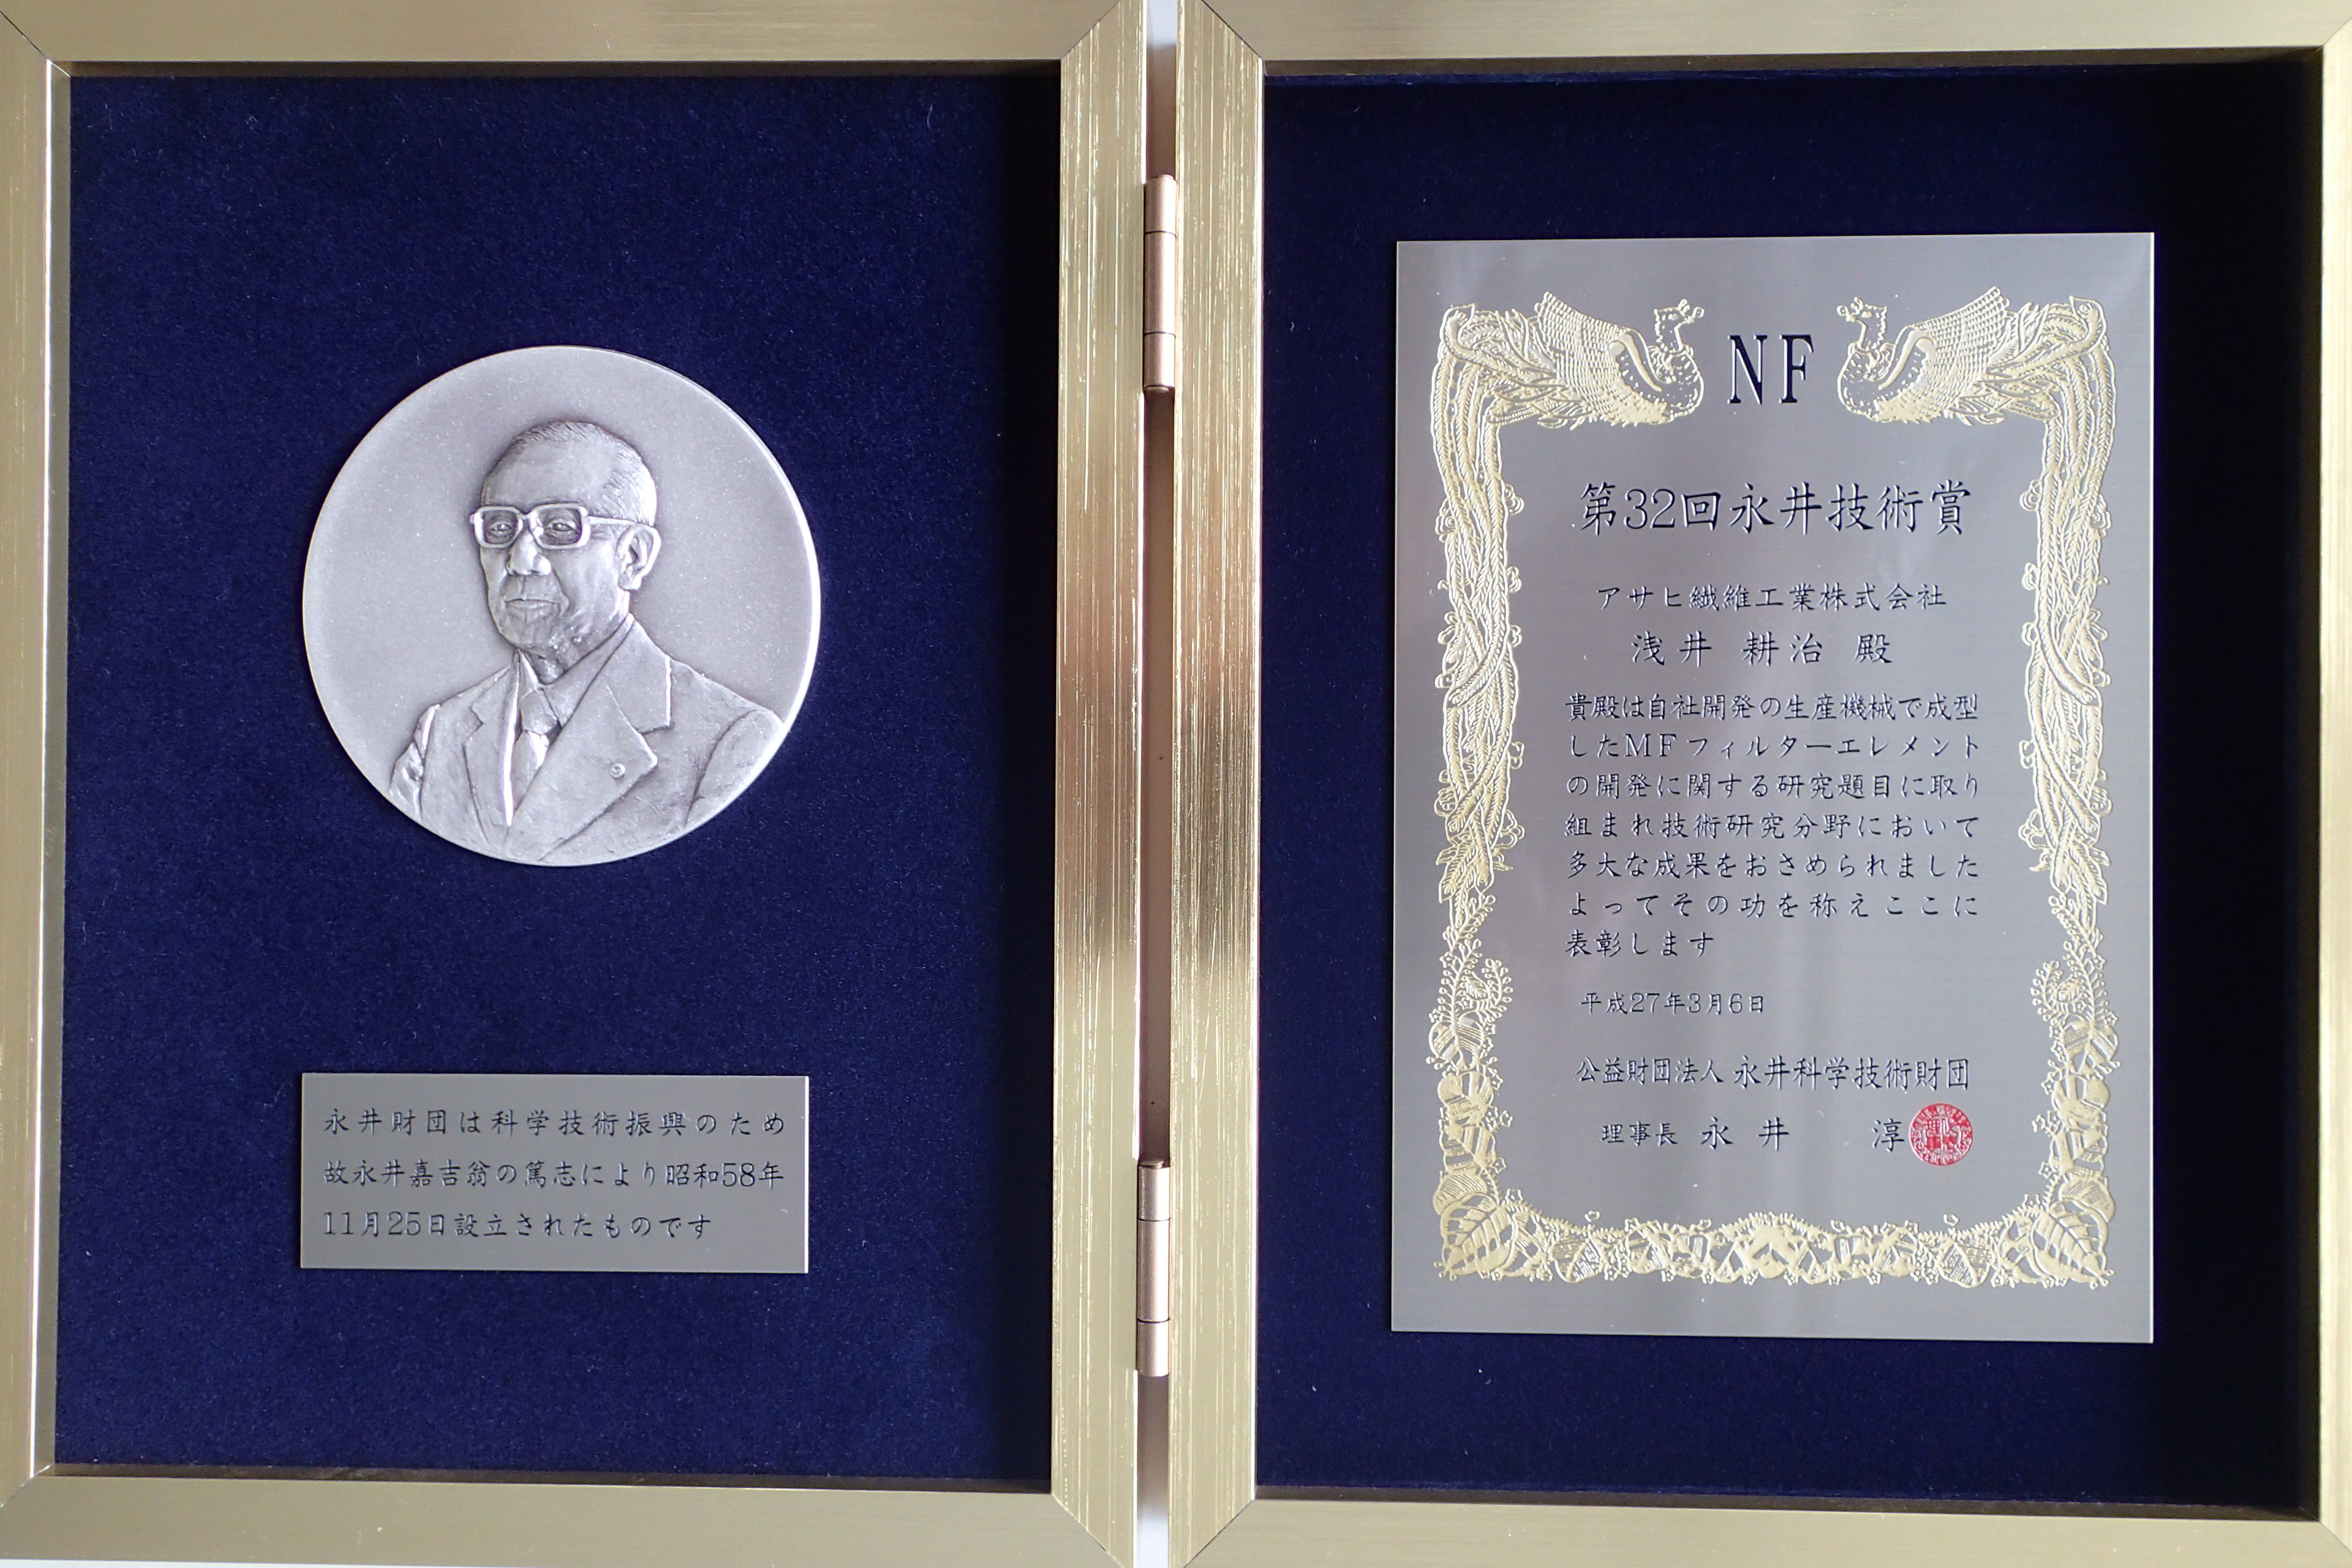 永井財団は科学技術振興のため
故永井嘉吉翁の篤志により昭和58年
11月25日設立されたものです
NF
第32回永井技術賞
アサヒ繊維工業株式会社
浅井 耕治 殿
貴殿は自社開発の生産機械で成型
したMFフィルターエレメント
の開発に関する研究題目に取り
組まれ技術研究分野において
多大な成果をおさめられました
よってその功を称えここに
表彰します
平成27年3月6日
公益財団法人 永井科学技術財団
理事長 永井 淳